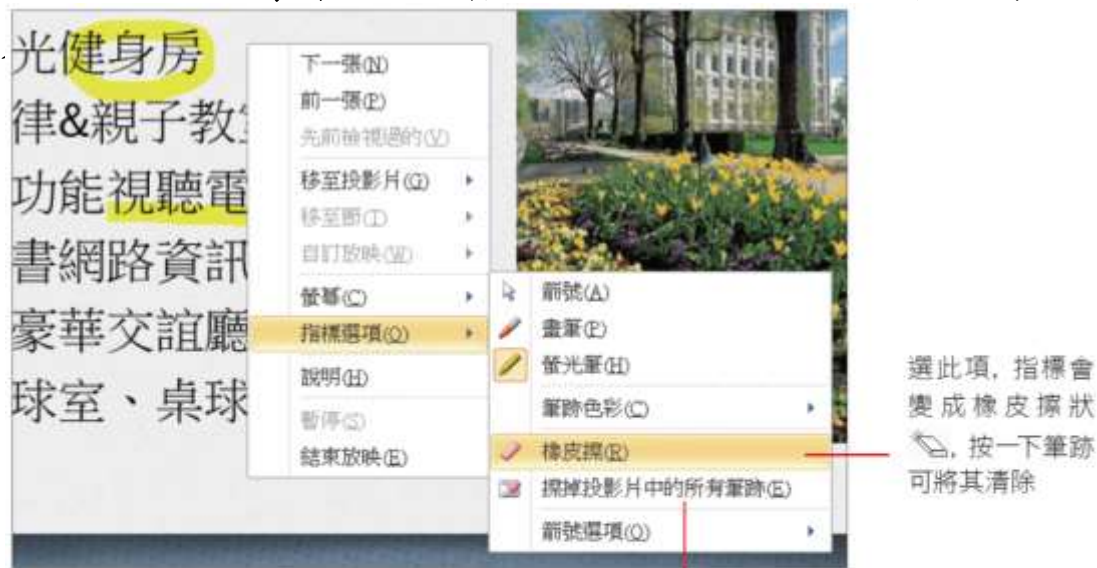 光健身房
律&親子教
功能視聽電
書網路資訊
豪華交誼廳
球室、桌球
下一張(N)
前一張(P)
先前檢視過的(V)
移至投影片(G)
移至節(T)
自訂放映(W)
螢幕(C)
指標選項(O)
說明(H)
暫停(S)
結束放映(E)
箭號(A)
畫筆(P)
螢光筆(H)
筆跡色彩(C)
橡皮擦(R)
擦掉投影片中的所有筆跡(E)
箭號選項(O)
選此項, 指標會
變成橡皮擦狀
, 按一下筆跡
可將其清除